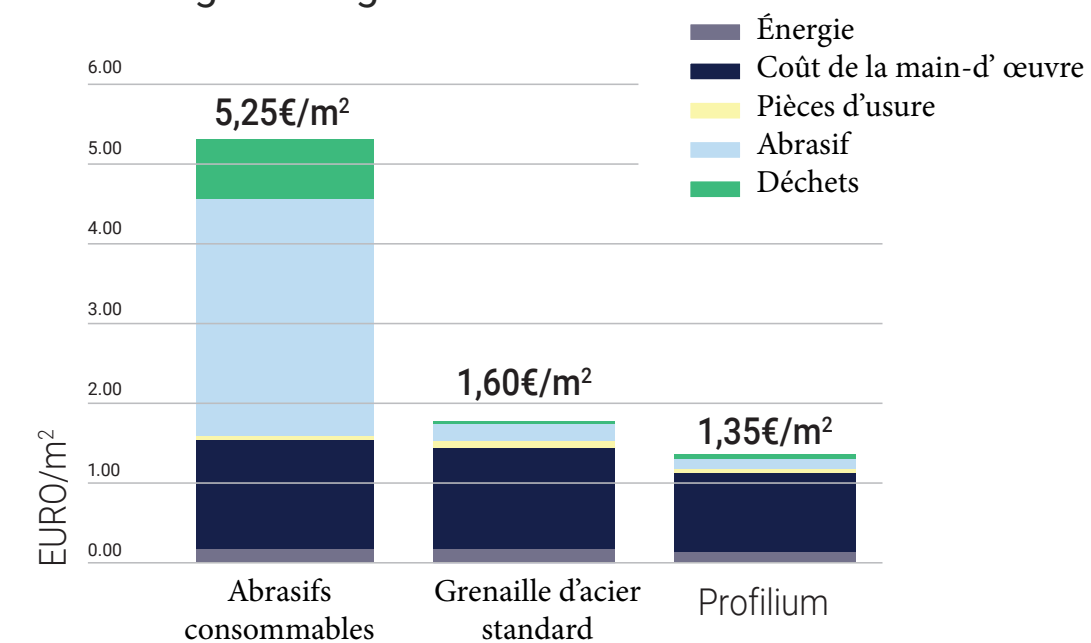 Énergie
Coût de la main-d’ œuvre
Pièces d’usure
Abrasif
Déchets
6.00
5,25€/m²
5.00
4.00
3.00
2.00
1,60€/m²
1,35€/m²
1.00
0.00
EURO/m²
Abrasifs
consommables
Grenaille d’acier
standard
Profilium